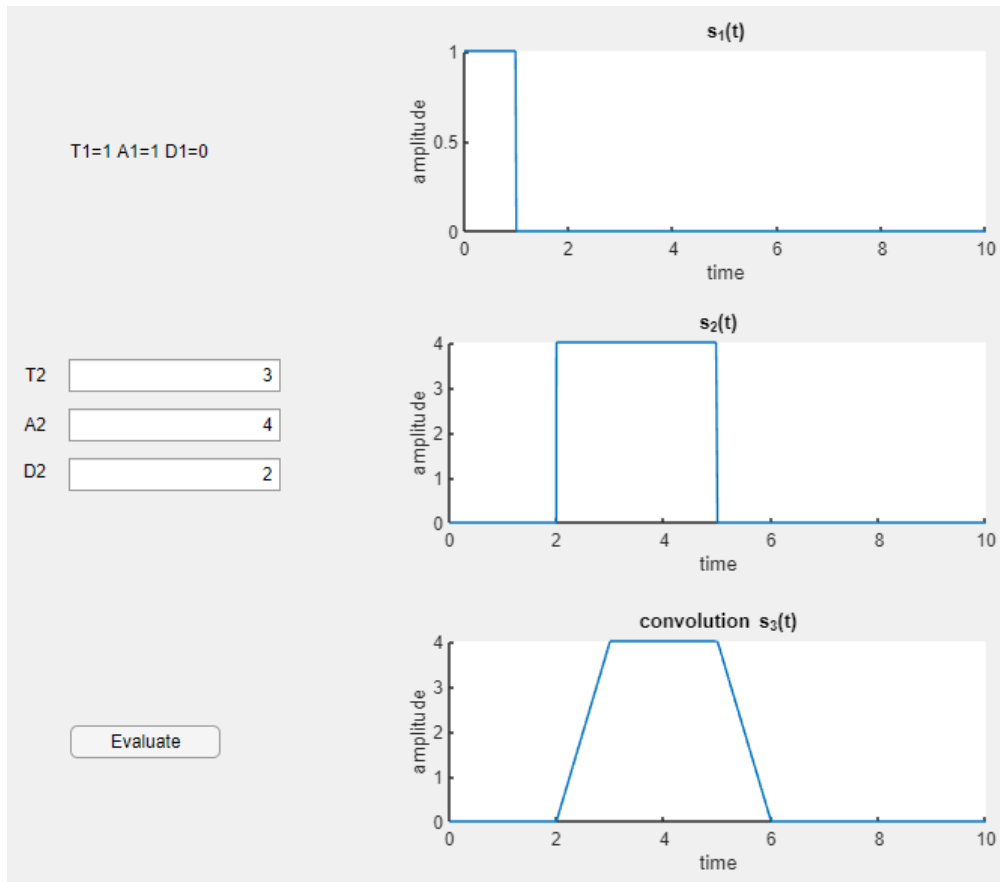 s₁(t)
1
0.5
0
amplitude
0 2 4 6 8 10
time
T1=1 A1=1 D1=0
s₂(t)
4
3
2
1
0
amplitude
0 2 4 6 8 10
time
T2 3
A2 4
D2 2
convolution s₃(t)
4
3
2
1
0
amplitude
0 2 4 6 8 10
time
Evaluate